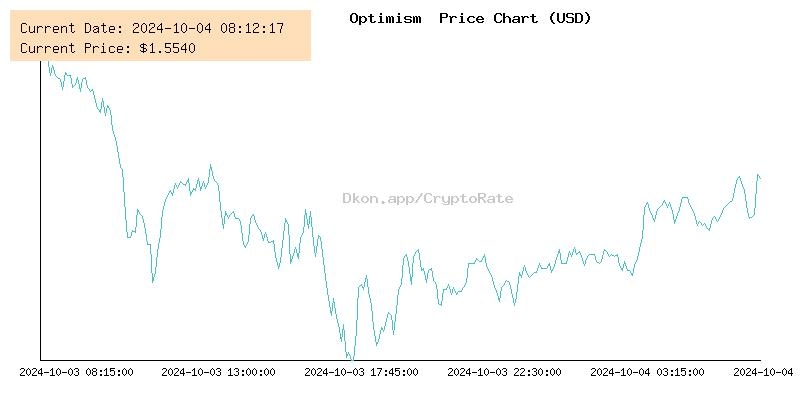 Optimism  Price Chart (USD)
Current Date: 2024-10-04 08:12:17
Current Price: $1.5540
Dkon.app/CryptoRate
2024-10-03 08:15:00 2024-10-03 13:00:00 2024-10-03 17:45:00 2024-10-03 22:30:00 2024-10-04 03:15:00 2024-10-04